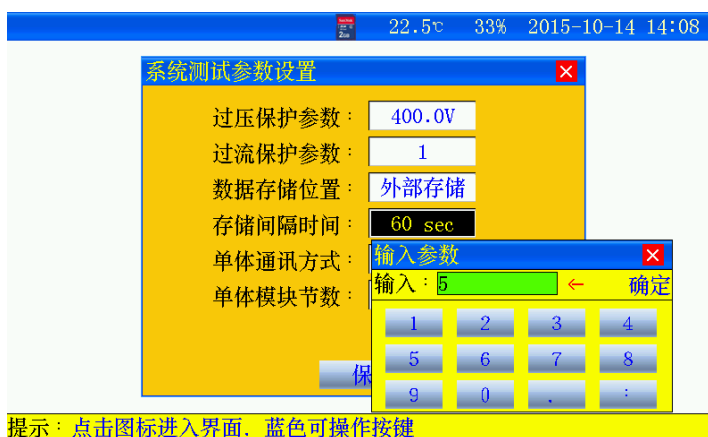 22.5℃ 33% 2015-10-14 14:08
系统测试参数设置
过压保护参数： 400.0V
过流保护参数： 1
数据存储位置： 外部存储
存储间隔时间： 60 sec
单体通讯方式：
单体模块节数：
保
输入参数
输入：5 ← 确定
1 2 3 4
5 6 7 8
9 0 . :
提示：点击图标进入界面．蓝色可操作按键